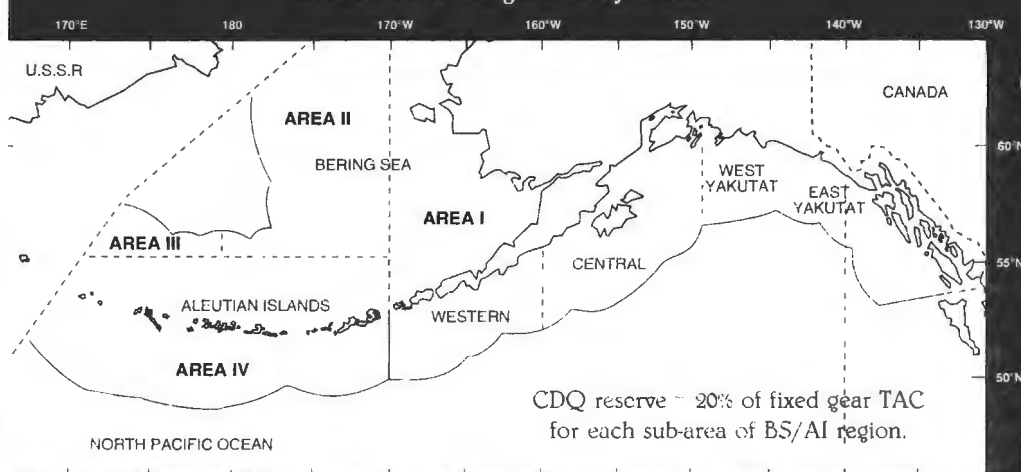 170°E 180 170°W 160°W 150°W 140°W 130°W
U.S.S.R
CANADA
AREA II
60°N
BERING SEA
WEST
YAKUTAT
EAST
YAKUTAT
AREA I
AREA III
55°N
CENTRAL
ALEUTIAN ISLANDS
WESTERN
AREA IV
50°N
CDQ reserve = 20% of fixed gear TAC
for each sub-area of BS/AI region.
NORTH PACIFIC OCEAN